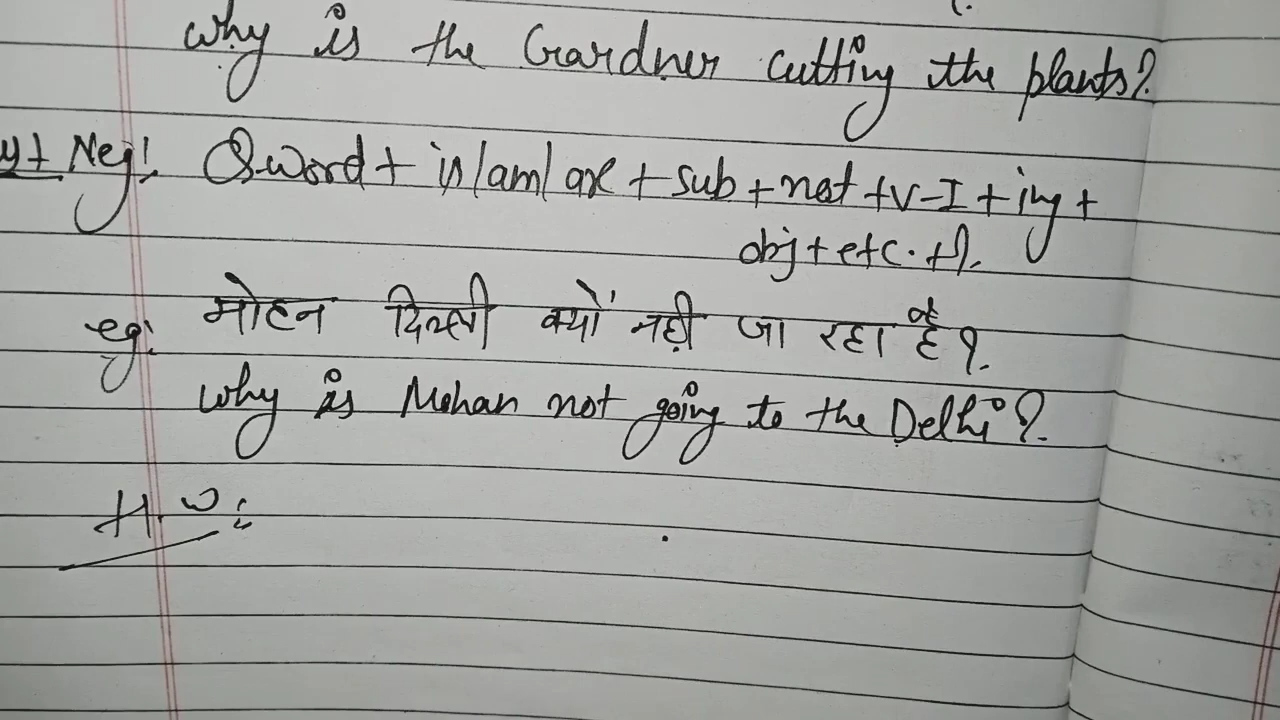 why is the Gardner cutting the plants?
y + Neg: Q.word + is/am/are + sub + not + V-I + ing +
obj + etc. + ?.
eg: मोहन दिल्ली क्यों नहीं जा रहा है?.
why is Mohan not going to the Delhi?.
H.W: